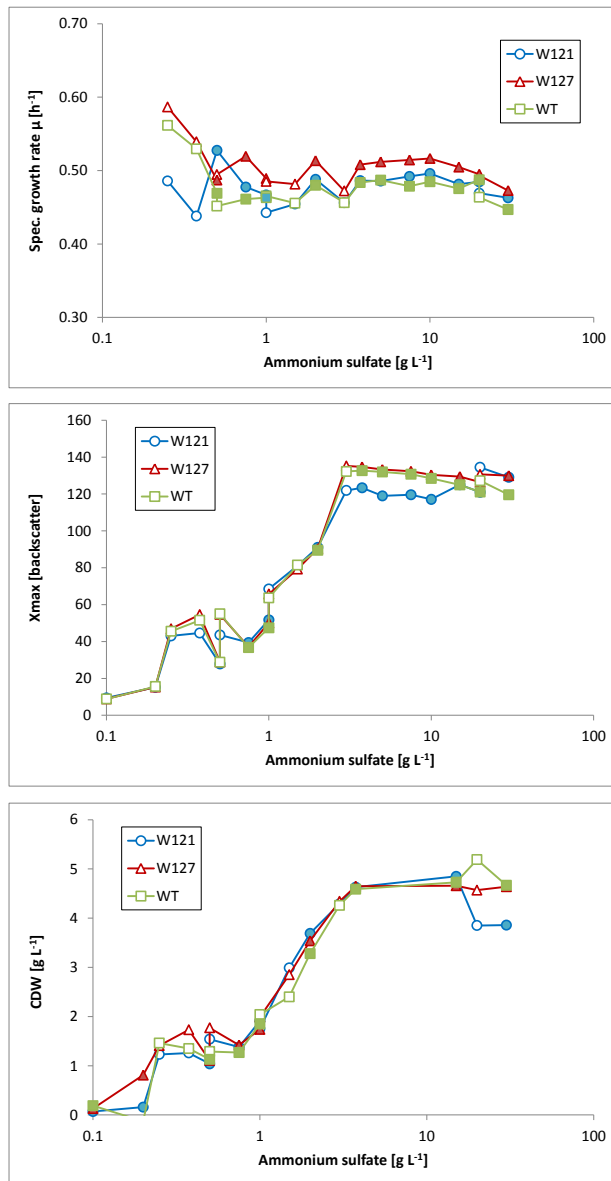 0.70
0.60
0.50
0.40
0.30
Spec. growth rate μ [h⁻¹]
W121
W127
WT
0.1 1 10 100
Ammonium sulfate [g L⁻¹]
160
140
120
100
80
60
40
20
0
Xmax [backscatter]
W121
W127
WT
0.1 1 10 100
Ammonium sulfate [g L⁻¹]
6
5
4
3
2
1
0
CDW [g L⁻¹]
W121
W127
WT
0.1 1 10 100
Ammonium sulfate [g L⁻¹]